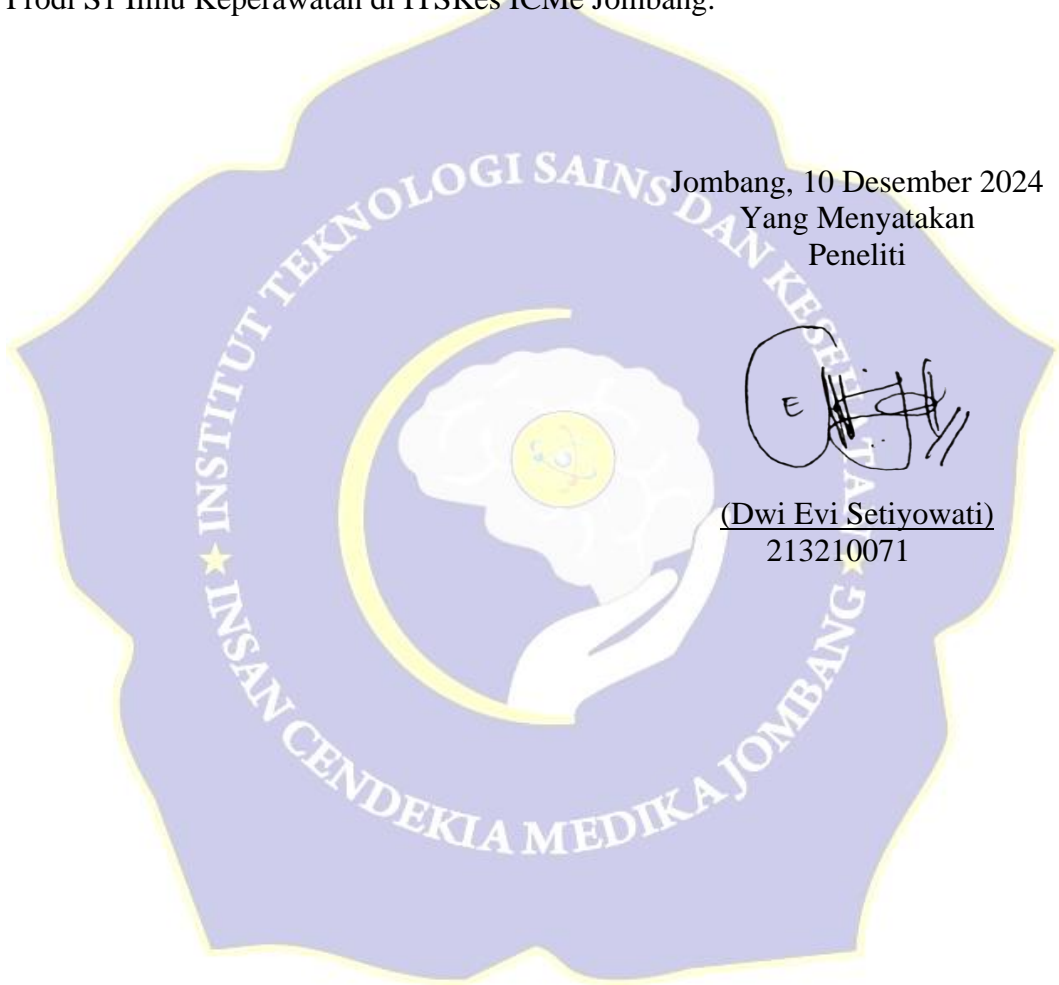 Prodi S1 Ilmu Keperawatan di ITSKes ICMe Jombang.
INSTITUT TEKNOLOGI SAINS DAN KESEHATAN
Jombang, 10 Desember 2024
Yang Menyatakan
Peneliti
E
(Dwi Evi Setiyowati)
213210071
INSAN CENDEKIA MEDIKA JOMBANG